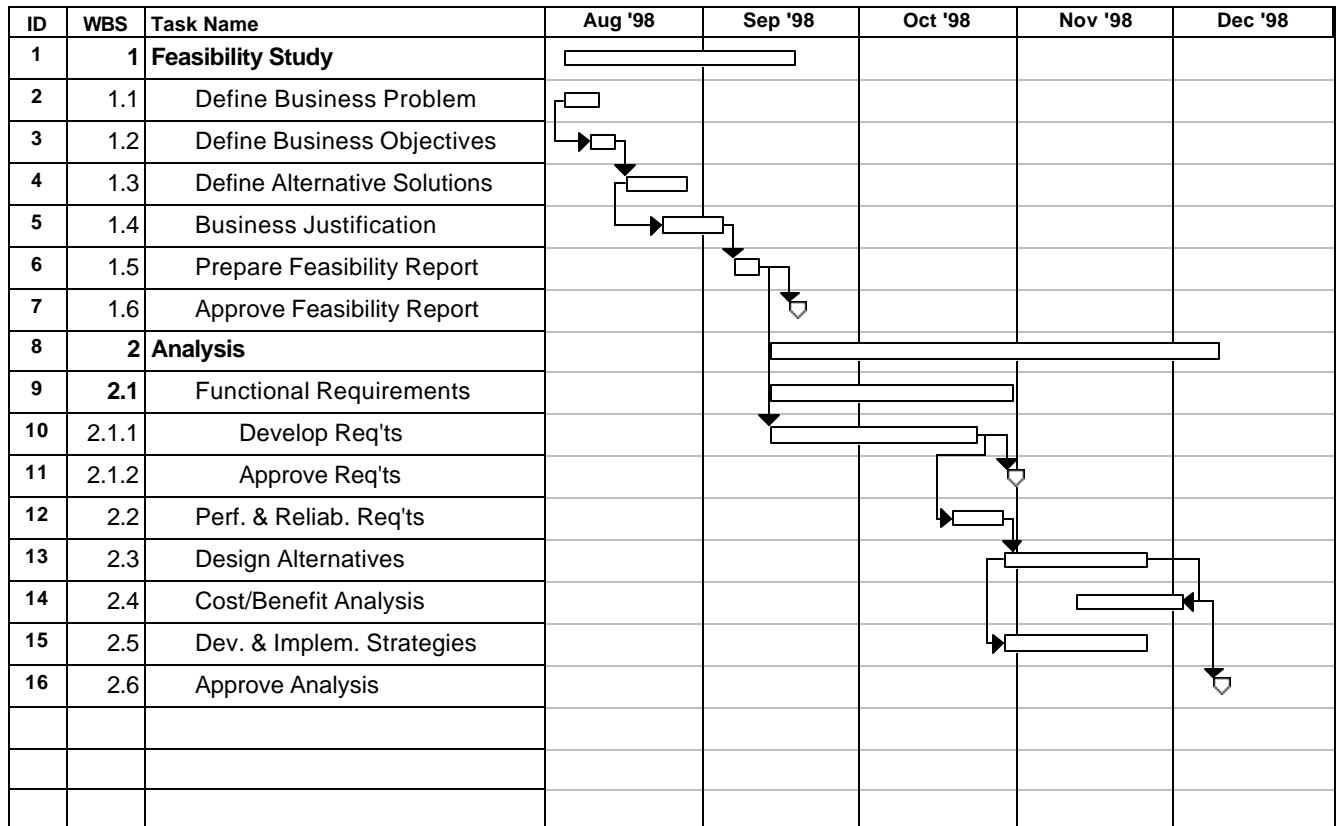 ID WBS Task Name Aug '98 Sep '98 Oct '98 Nov '98 Dec '98
1 1 Feasibility Study
2 1.1 Define Business Problem
3 1.2 Define Business Objectives
4 1.3 Define Alternative Solutions
5 1.4 Business Justification
6 1.5 Prepare Feasibility Report
7 1.6 Approve Feasibility Report
8 2 Analysis
9 2.1 Functional Requirements
10 2.1.1 Develop Req'ts
11 2.1.2 Approve Req'ts
12 2.2 Perf. & Reliab. Req'ts
13 2.3 Design Alternatives
14 2.4 Cost/Benefit Analysis
15 2.5 Dev. & Implem. Strategies
16 2.6 Approve Analysis